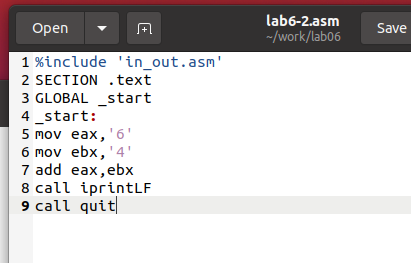 Open
lab6-2.asm
~/work/lab06
Save
1 %include 'in_out.asm'
2 SECTION .text
3 GLOBAL _start
4 _start:
5 mov eax,'6'
6 mov ebx,'4'
7 add eax,ebx
8 call iprintLF
9 call quit